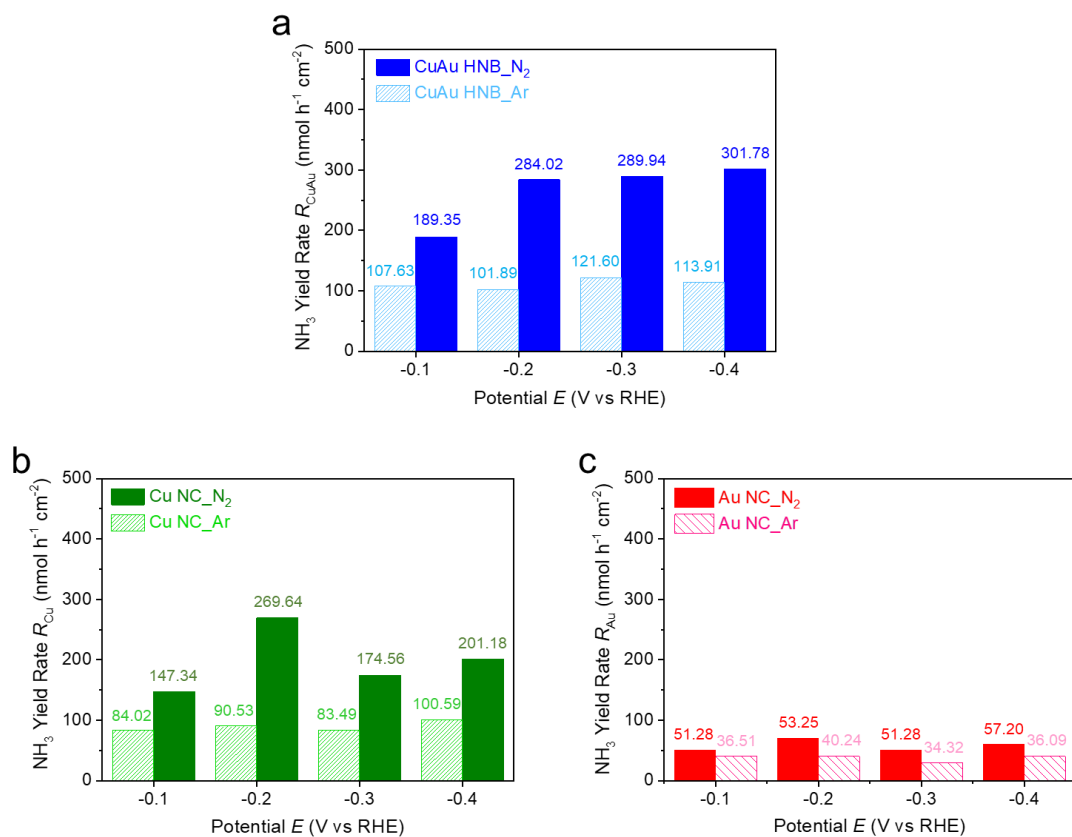 a
NH₃ Yield Rate R_CuAu (nmol h⁻¹ cm⁻²)
500
400
300
200
100
0
CuAu HNB_N₂
CuAu HNB_Ar
107.63
189.35
101.89
284.02
121.60
289.94
113.91
301.78
-0.1 -0.2 -0.3 -0.4
Potential E (V vs RHE)
b
NH₃ Yield Rate R_Cu (nmol h⁻¹ cm⁻²)
500
400
300
200
100
0
Cu NC_N₂
Cu NC_Ar
84.02
147.34
90.53
269.64
83.49
174.56
100.59
201.18
-0.1 -0.2 -0.3 -0.4
Potential E (V vs RHE)
c
NH₃ Yield Rate R_Au (nmol h⁻¹ cm⁻²)
500
400
300
200
100
0
Au NC_N₂
Au NC_Ar
51.28
36.51
53.25
40.24
51.28
34.32
57.20
36.09
-0.1 -0.2 -0.3 -0.4
Potential E (V vs RHE)